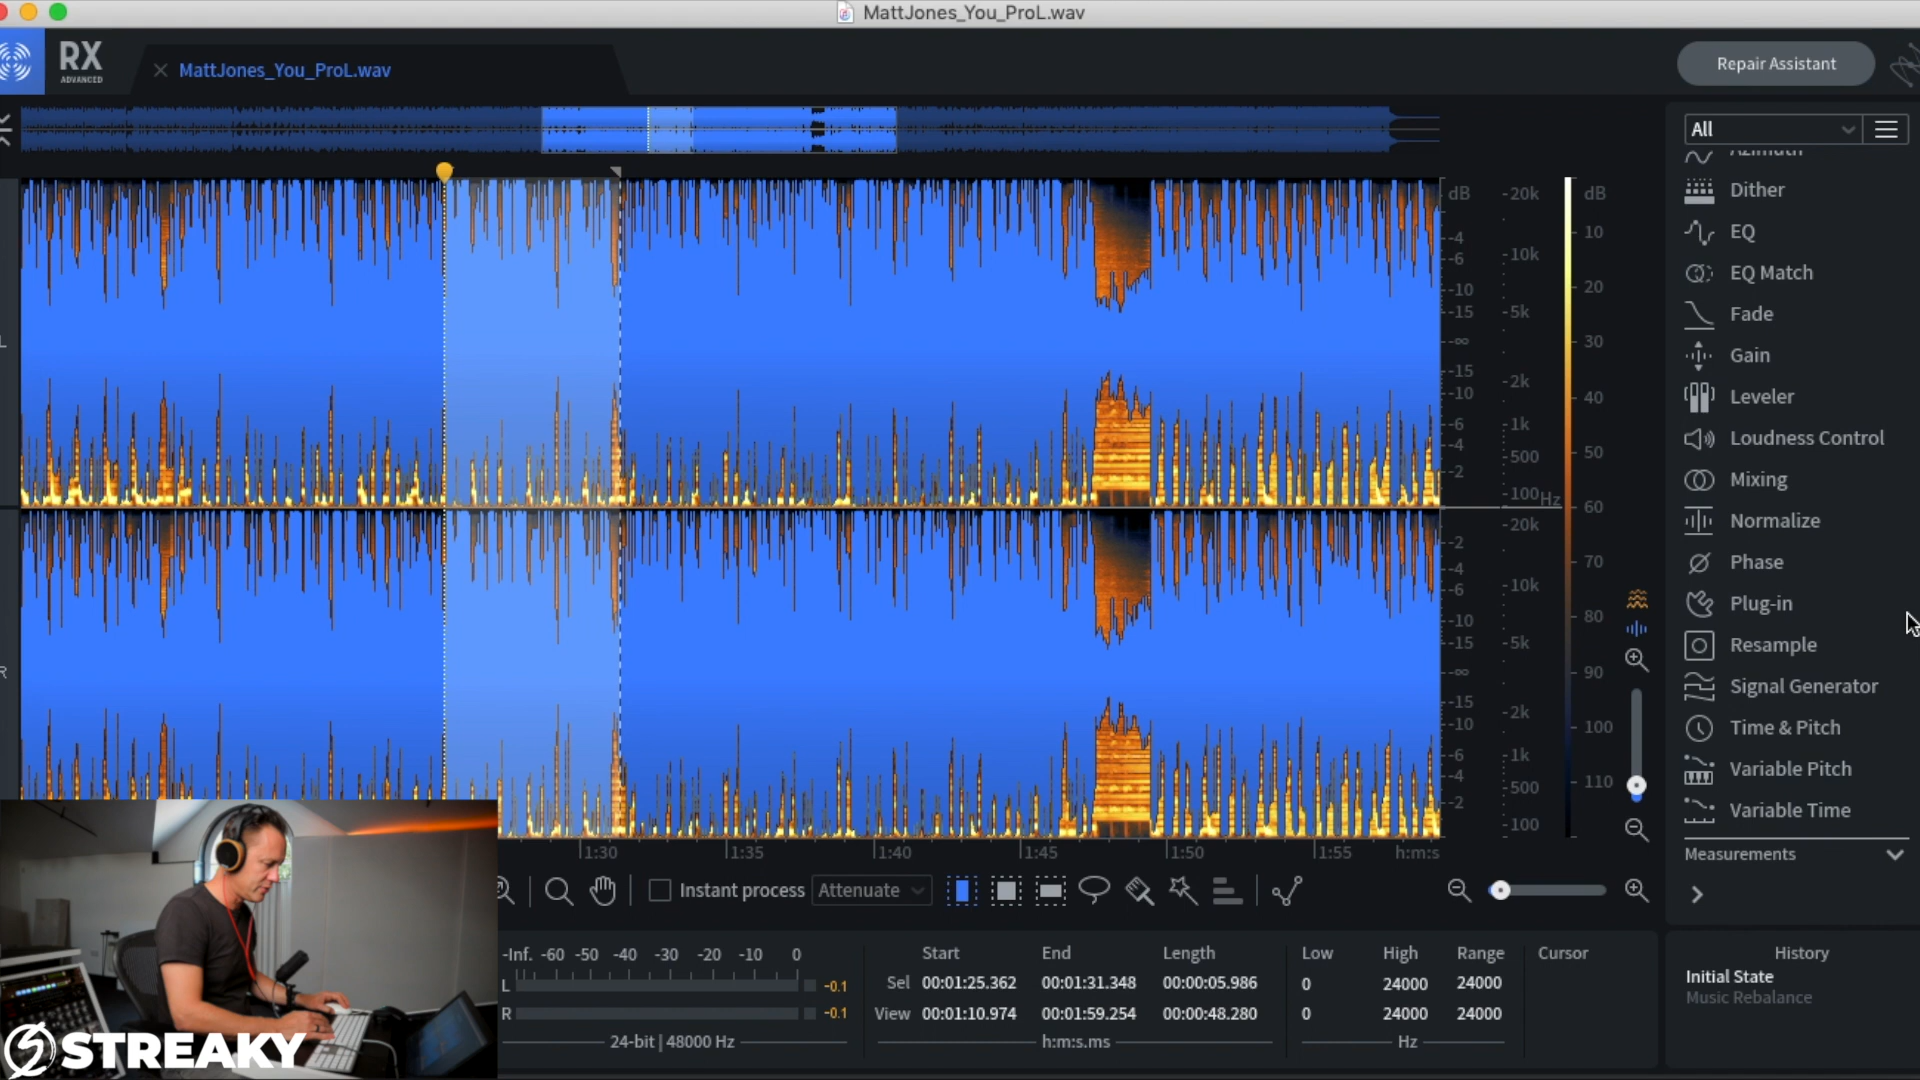 MattJones_You_ProL.wav
RX
ADVANCED
MattJones_You_ProL.wav
Repair Assistant
All
Azimuth
Dither
EQ
EQ Match
Fade
Gain
Leveler
Loudness Control
Mixing
Normalize
Phase
Plug-in
Resample
Signal Generator
Time & Pitch
Variable Pitch
Variable Time
Measurements
L
R
dB -20k dB
-4
-6
-10
-15
-∞
-15
-10
-6
-4
-2
-10k
-5k
-2k
-1k
-500
-100 Hz
-2
-4
-6
-10
-15
-∞
-15
-10
-6
-4
-2
-20k
-10k
-5k
-2k
-1k
-500
-100
10
20
30
40
50
60
70
80
90
100
110
1:30 1:35 1:40 1:45 1:50 1:55 h:m:s
Instant process Attenuate
-Inf. -60 -50 -40 -30 -20 -10 0
L -0.1
R -0.1
24-bit | 48000 Hz
Start End Length
Sel 00:01:25.362 00:01:31.348 00:00:05.986
View 00:01:10.974 00:01:59.254 00:00:48.280
h:m:s.ms
Low High Range
0 24000 24000
0 24000 24000
Hz
Cursor
History
Initial State
Music Rebalance
STREAKY